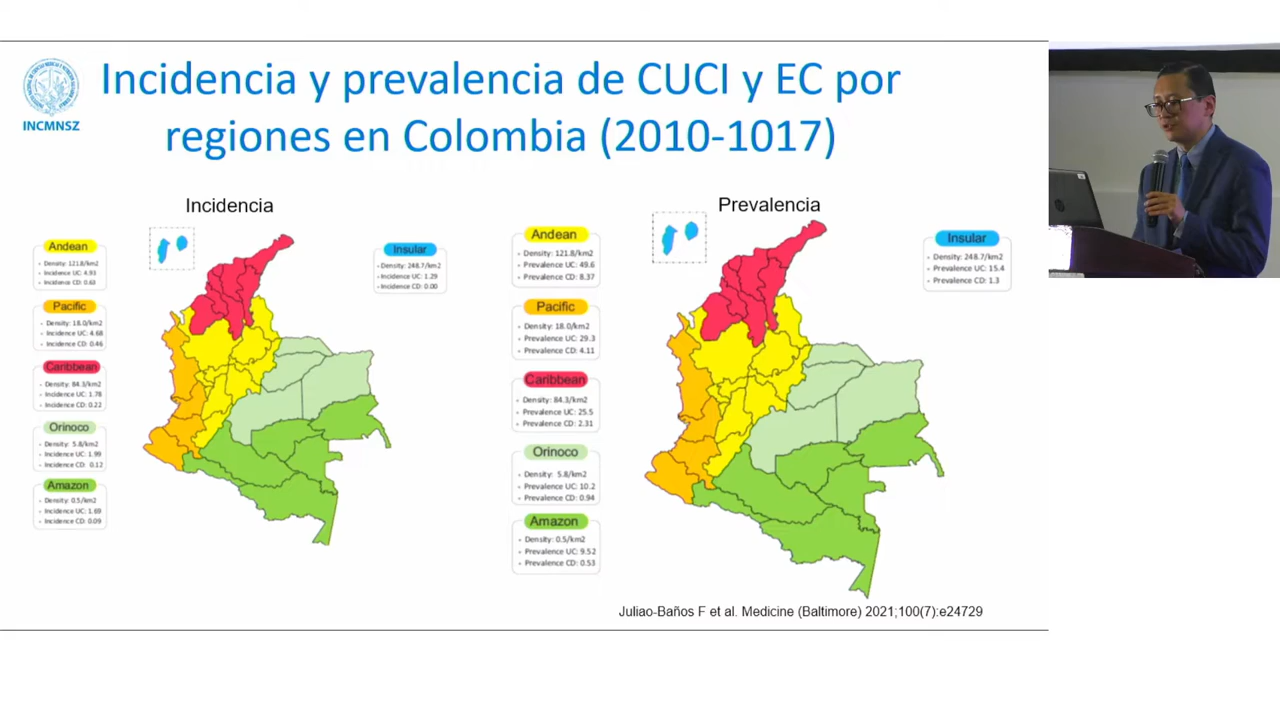 Incidencia y prevalencia de CUCI y EC por
regiones en Colombia (2010-1017)
INCMNSZ
Incidencia
Andean
Density: 121.8/km2
Incidence UC: 4.93
Incidence CD: 0.63
Pacific
Density: 18.0/km2
Incidence UC: 4.68
Incidence CD: 0.46
Caribbean
Density: 84.3/km2
Incidence UC: 1.78
Incidence CD: 0.22
Orinoco
Density: 5.8/km2
Incidence UC: 1.99
Incidence CD: 0.12
Amazon
Density: 0.5/km2
Incidence UC: 1.69
Incidence CD: 0.09
Insular
Density: 248.7/km2
Incidence UC: 1.29
Incidence CD: 0.00
Prevalencia
Andean
Density: 121.8/km2
Prevalence UC: 49.6
Prevalence CD: 8.37
Pacific
Density: 18.0/km2
Prevalence UC: 29.3
Prevalence CD: 4.11
Caribbean
Density: 84.3/km2
Prevalence UC: 25.5
Prevalence CD: 2.31
Orinoco
Density: 5.8/km2
Prevalence UC: 10.2
Prevalence CD: 0.94
Amazon
Density: 0.5/km2
Prevalence UC: 9.52
Prevalence CD: 0.53
Insular
Density: 248.7/km2
Prevalence UC: 15.4
Prevalence CD: 1.3
Juliao-Baños F et al. Medicine (Baltimore) 2021;100(7):e24729